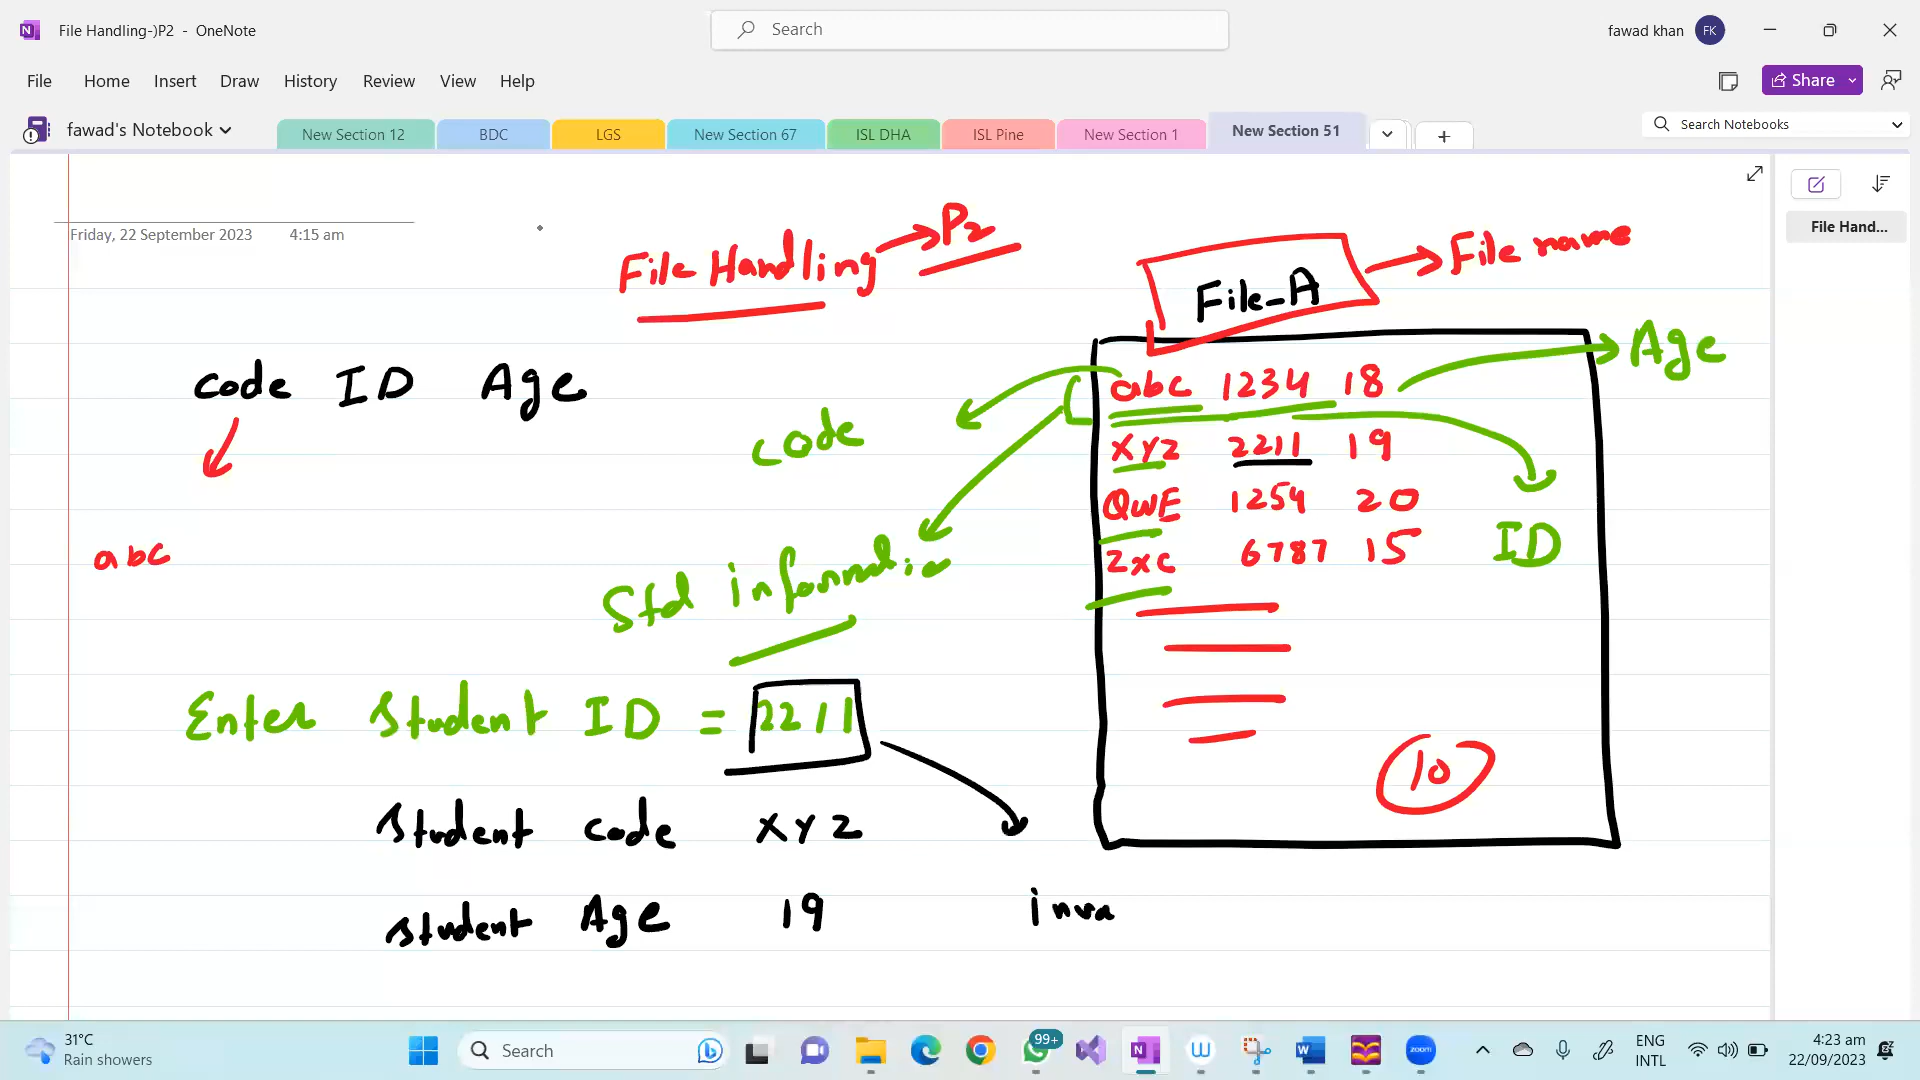 File Handling-)P2 - OneNote
Search
fawad khan
FK
File Home Insert Draw History Review View Help
Share
fawad's Notebook
New Section 12
BDC
LGS
New Section 67
ISL DHA
ISL Pine
New Section 1
New Section 51
Search Notebooks
File Hand...
Friday, 22 September 2023 4:15 am
File Handling P2
File_A File name
code ID Age
abc 1234 18 Age
code
xyz 2211 19
QWE 1254 20
ID
zxc 6787 15
abc
Std informatio
Enter student ID = 2211
10
student code xyz
student Age 19
inva
31°C
Rain showers
Search
99+
zoom
ENG
INTL
4:23 am
22/09/2023